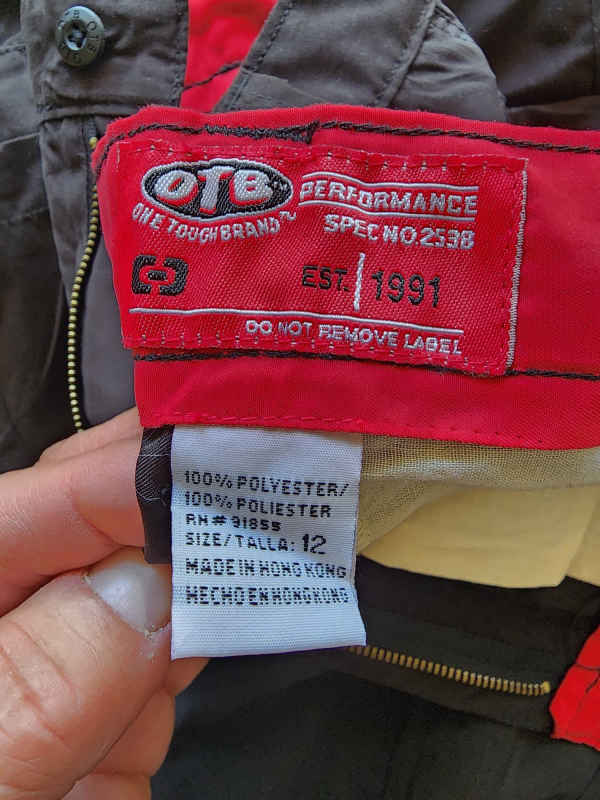 OTB
PERFORMANCE
ONE TOUGH BRAND
SPEC NO.2538
EST. 1991
DO NOT REMOVE LABEL
100% POLYESTER/
100% POLIESTER
RN# 91855
SIZE/TALLA: 12
MADE IN HONG KONG
HECHO EN HONG KONG